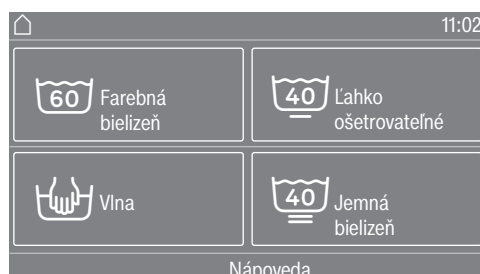 11:02
60 Farebná
bielizeň
40 Ľahko
ošetrovateľné
Vlna
40 Jemná
bielizeň
Nápoveda